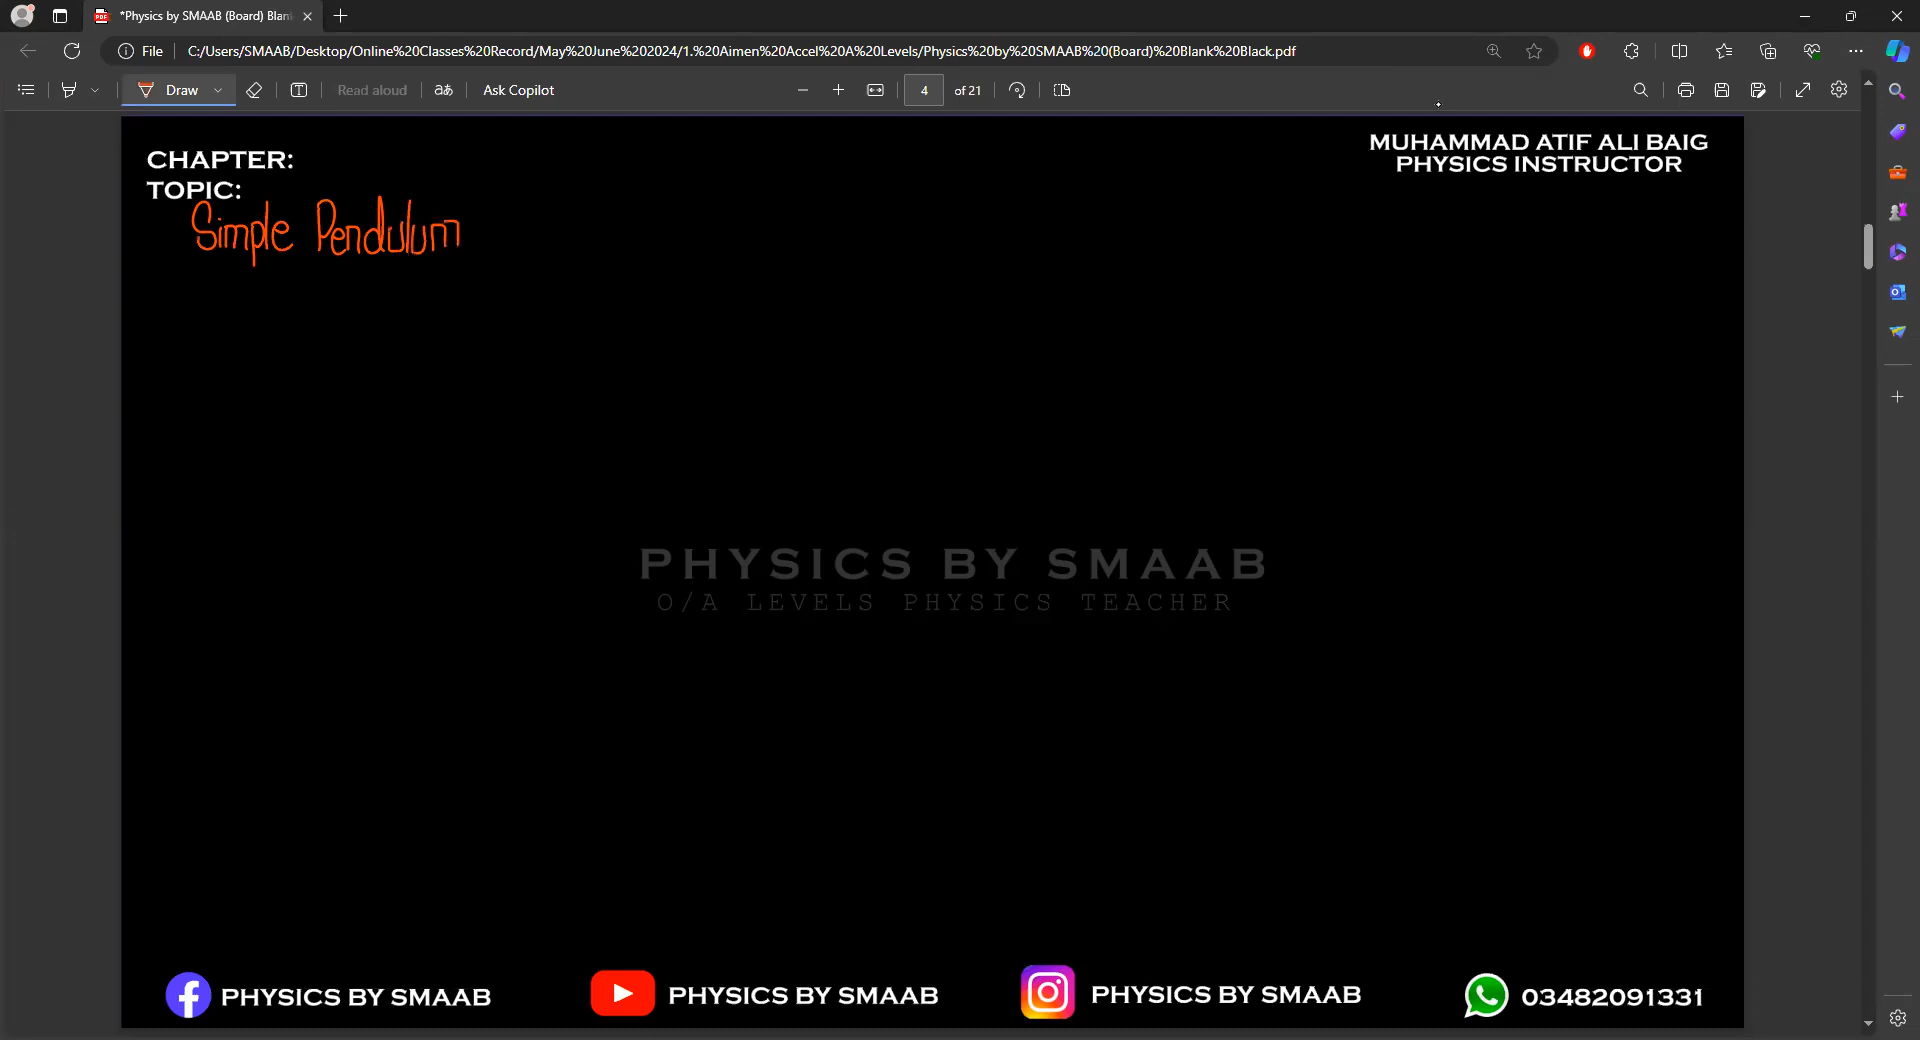 *Physics by SMAAB (Board) Blan
File
C:/Users/SMAAB/Desktop/Online%20Classes%20Record/May%20June%202024/1.%20Aimen%20Accel%20A%20Levels/Physics%20by%20SMAAB%20(Board)%20Blank%20Black.pdf
Draw
Read aloud
aあ
Ask Copilot
4 of 21
CHAPTER:
TOPIC:
Simple Pendulum
MUHAMMAD ATIF ALI BAIG
PHYSICS INSTRUCTOR
PHYSICS BY SMAAB
O/A LEVELS PHYSICS TEACHER
PHYSICS BY SMAAB
PHYSICS BY SMAAB
PHYSICS BY SMAAB
03482091331